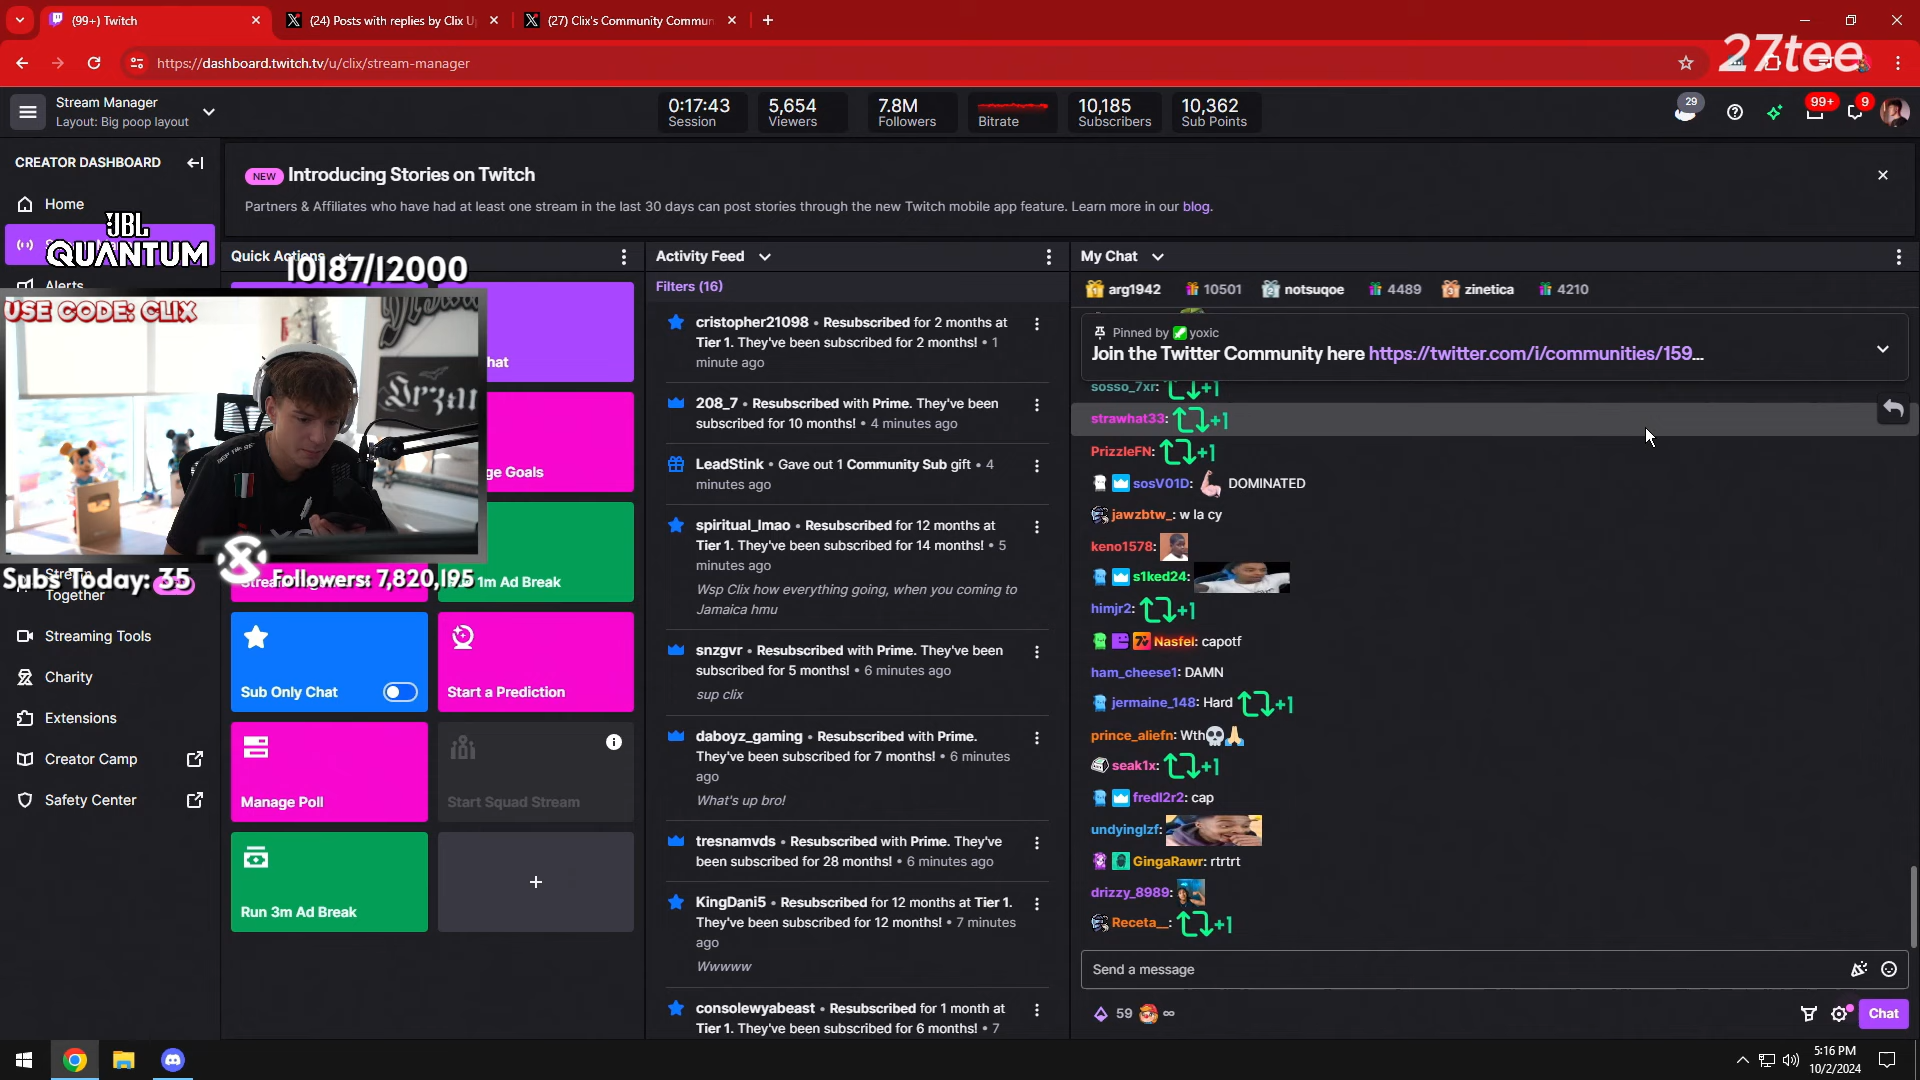 (99+) Twitch
(24) Posts with replies by Clix U
(27) Clix's Community Commun
27tee
https://dashboard.twitch.tv/u/clix/stream-manager
Stream Manager
Layout: Big poop layout
0:17:43
Session
5,654
Viewers
7.8M
Followers
Bitrate
10,185
Subscribers
10,362
Sub Points
29
99+
9
CREATOR DASHBOARD
NEW Introducing Stories on Twitch
Partners & Affiliates who have had at least one stream in the last 30 days can post stories through the new Twitch mobile app feature. Learn more in our blog.
Home
JBL
QUANTUM
Alerts
Together
Streaming Tools
Charity
Extensions
Creator Camp
Safety Center
Quick Actions
10187/12000
USE CODE: CLIX
hat
ge Goals
1m Ad Break
Subs Today: 35
Followers: 7,820,195
Sub Only Chat
Start a Prediction
Manage Poll
Start Squad Stream
Run 3m Ad Break
Activity Feed
Filters (16)
cristopher21098 • Resubscribed for 2 months at
Tier 1. They've been subscribed for 2 months! • 1
minute ago
208_7 • Resubscribed with Prime. They've been
subscribed for 10 months! • 4 minutes ago
LeadStink • Gave out 1 Community Sub gift • 4
minutes ago
spiritual_lmao • Resubscribed for 12 months at
Tier 1. They've been subscribed for 14 months! • 5
minutes ago
Wsp Clix how everything going, when you coming to
Jamaica hmu
snzgvr • Resubscribed with Prime. They've been
subscribed for 5 months! • 6 minutes ago
sup clix
daboyz_gaming • Resubscribed with Prime.
They've been subscribed for 7 months! • 6 minutes
ago
What's up bro!
tresnamvds • Resubscribed with Prime. They've
been subscribed for 28 months! • 6 minutes ago
KingDani5 • Resubscribed for 12 months at Tier 1.
They've been subscribed for 12 months! • 7 minutes
ago
Wwwww
consolewyabeast • Resubscribed for 1 month at
Tier 1. They've been subscribed for 6 months! • 7
My Chat
arg1942 10501 notsuqoe 4489 zinetica 4210
Pinned by yoxic
Join the Twitter Community here https://twitter.com/i/communities/159...
sosso_7xr: +1
strawhat33: +1
PrizzleFN: +1
sosV01D: DOMINATED
jawzbtw_: w la cy
keno1578:
s1ked24:
himjr2: +1
Nasfel: capotf
ham_cheese1: DAMN
jermaine_148: Hard +1
prince_aliefn: Wth💀🙏
seak1x: +1
fredl2r2: cap
undyinglzf:
GingaRawr: rtrtrt
drizzy_8989:
Receta__: +1
Send a message
59 ∞
Chat
5:16 PM
10/2/2024